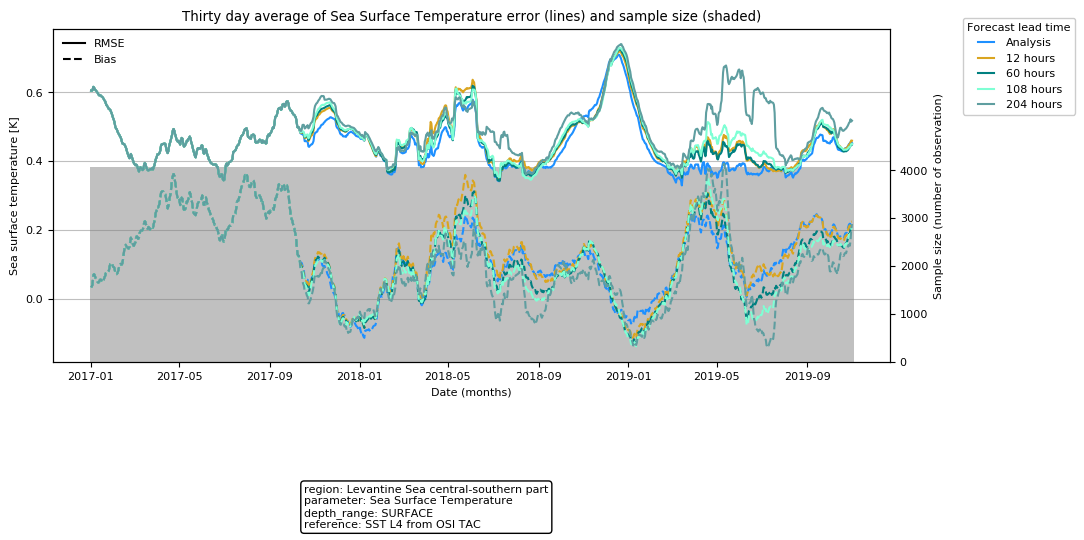 Thirty day average of Sea Surface Temperature error (lines) and sample size (shaded)
RMSE
Bias
Forecast lead time
Analysis
12 hours
60 hours
108 hours
204 hours
Sea surface temperature [K]
0.6
0.4
0.2
0.0
Sample size (number of observation)
4000
3000
2000
1000
0
2017-01
2017-05
2017-09
2018-01
2018-05
2018-09
2019-01
2019-05
2019-09
Date (months)
region: Levantine Sea central-southern part
parameter: Sea Surface Temperature
depth_range: SURFACE
reference: SST L4 from OSI TAC